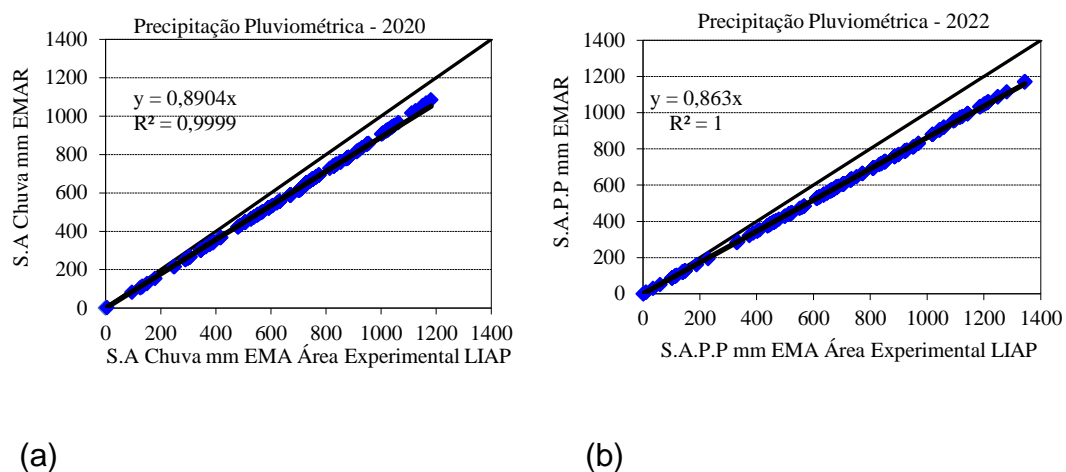 Precipitação Pluviométrica - 2020
S.A Chuva mm EMAR
1400
1200
1000
800
600
400
200
0
y = 0,8904x
R² = 0,9999
0 200 400 600 800 1000 1200 1400
S.A Chuva mm EMA Área Experimental LIAP
(a)
Precipitação Pluviométrica - 2022
S.A.P.P mm EMAR
1400
1200
1000
800
600
400
200
0
y = 0,863x
R² = 1
0 200 400 600 800 1000 1200 1400
S.A.P.P mm EMA Área Experimental LIAP
(b)